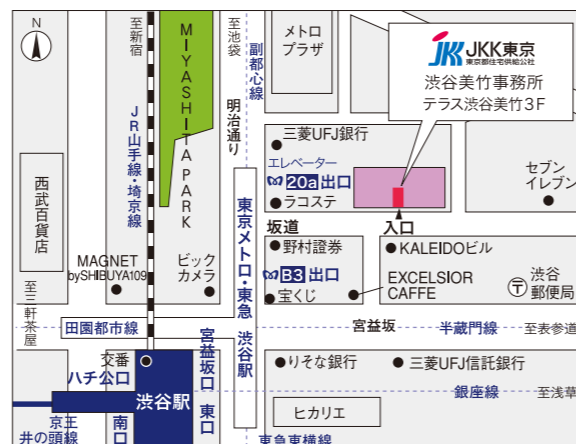 N
至新宿
MIYASHITA PARK
至池袋
副都心線
メトロ
プラザ
JKK東京
東京都住宅供給公社
渋谷美竹事務所
テラス渋谷美竹3F
JR山手線・埼京線
明治通り
三菱UFJ銀行
エレベーター
20a 出口
ラコステ
セブン
イレブン
西武百貨店
坂道
入口
東京メトロ・東急 渋谷駅
野村證券
KALEIDOビル
MAGNET
bySHIBUYA109
ビック
カメラ
B3 出口
宝くじ
EXCELSIOR
CAFFE
渋谷
郵便局
至三軒茶屋
田園都市線
宮益坂
半蔵門線
至表参道
交番
ハチ公口
宮益坂口
東口
りそな銀行
三菱UFJ信託銀行
渋谷駅
銀座線
至浅草
京王
井の頭線
南口
ヒカリエ
東急東横線